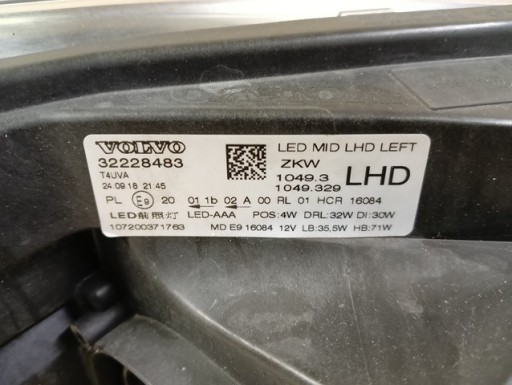 VOLVO LED MID LHD LEFT
32228483 ZKW
T4UVA 1049.3 LHD
24.09.18 21:45 1049.329
PL E9 20 01 1b 02 A 00 RL 01 HCR 16084
LED前照灯 LED-AAA POS:4W DRL:32W DI:30W
107200371763 MD E9 16084 12V LB:35,5W HB:71W